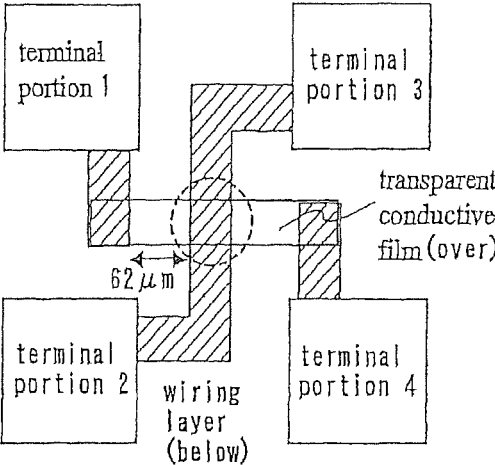 terminal
portion 1
terminal
portion 3
transparent
conductive
film (over)
62μm
terminal
portion 2
wiring
layer
(below)
terminal
portion 4